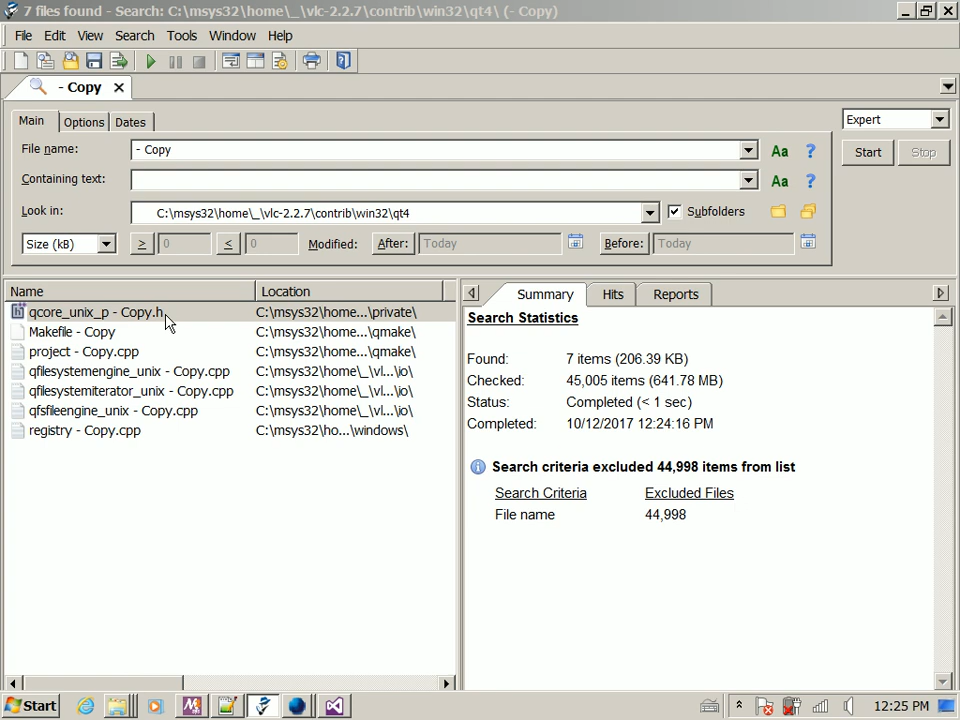 7 files found - Search: C:\msys32\home\_\vlc-2.2.7\contrib\win32\qt4\ (- Copy)
File Edit View Search Tools Window Help
- Copy
Main Options Dates
Expert
File name: - Copy Aa ?
Start Stop
Containing text: Aa ?
Look in: C:\msys32\home\_\vlc-2.2.7\contrib\win32\qt4 Subfolders
Size (kB) > 0 < 0 Modified: After: Today Before: Today
Name Location
Summary Hits Reports
qcore_unix_p - Copy.h C:\msys32\home...\private\
Makefile - Copy C:\msys32\home...\qmake\
project - Copy.cpp C:\msys32\home...\qmake\
qfilesystemengine_unix - Copy.cpp C:\msys32\home\_\vl...\io\
qfilesystemiterator_unix - Copy.cpp C:\msys32\home\_\vl...\io\
qfsfileengine_unix - Copy.cpp C:\msys32\home\_\vl...\io\
registry - Copy.cpp C:\msys32\ho...\windows\
Search Statistics
Found: 7 items (206.39 KB)
Checked: 45,005 items (641.78 MB)
Status: Completed (< 1 sec)
Completed: 10/12/2017 12:24:16 PM
Search criteria excluded 44,998 items from list
Search Criteria Excluded Files
File name 44,998
Start 12:25 PM